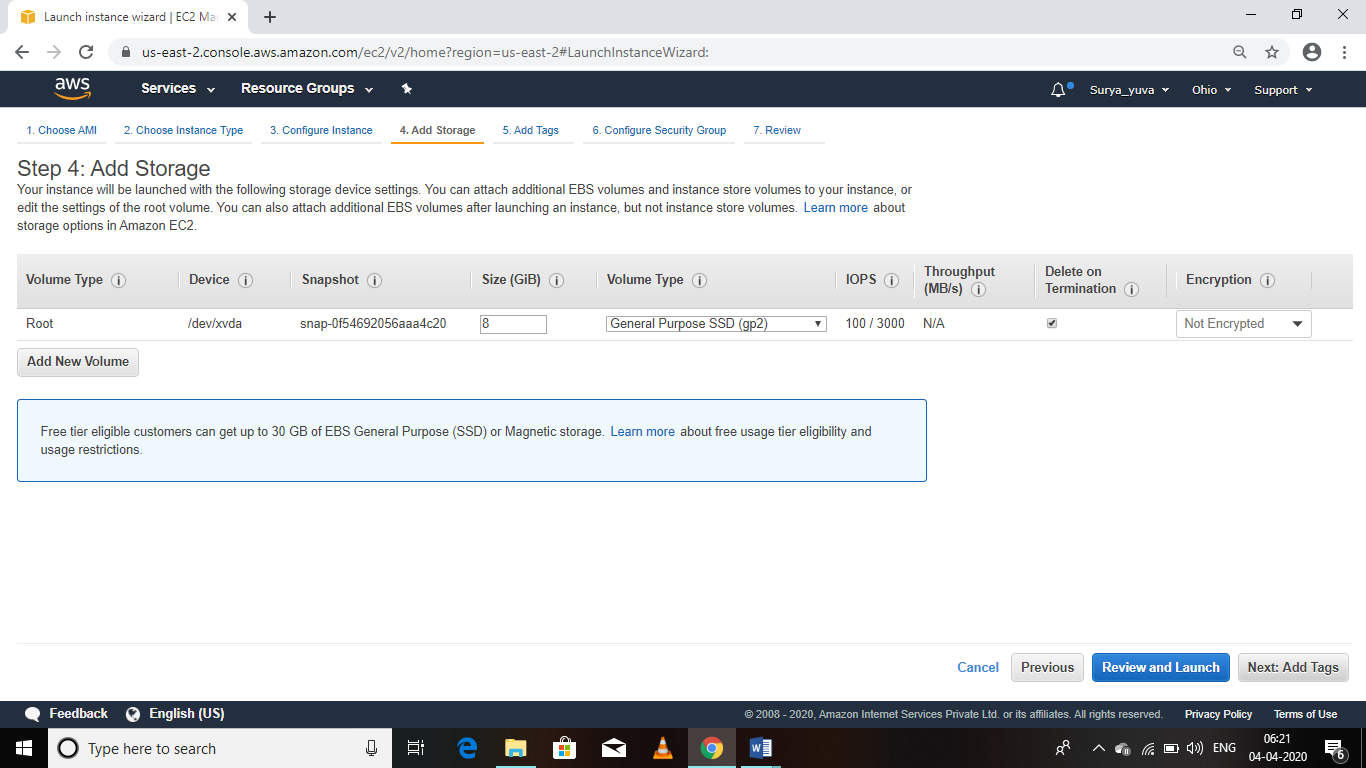 Launch instance wizard | EC2 Mar
us-east-2.console.aws.amazon.com/ec2/v2/home?region=us-east-2#LaunchInstanceWizard:
aws Services Resource Groups Surya_yuva Ohio Support
1. Choose AMI 2. Choose Instance Type 3. Configure Instance 4. Add Storage 5. Add Tags 6. Configure Security Group 7. Review
Step 4: Add Storage
Your instance will be launched with the following storage device settings. You can attach additional EBS volumes and instance store volumes to your instance, or
edit the settings of the root volume. You can also attach additional EBS volumes after launching an instance, but not instance store volumes. Learn more about
storage options in Amazon EC2.
Volume Type Device Snapshot Size (GiB) Volume Type IOPS Throughput (MB/s) Delete on Termination Encryption
Root /dev/xvda snap-0f54692056aaa4c20 8 General Purpose SSD (gp2) 100 / 3000 N/A Not Encrypted
Add New Volume
Free tier eligible customers can get up to 30 GB of EBS General Purpose (SSD) or Magnetic storage. Learn more about free usage tier eligibility and
usage restrictions.
Cancel Previous Review and Launch Next: Add Tags
Feedback English (US) © 2008 - 2020, Amazon Internet Services Private Ltd. or its affiliates. All rights reserved. Privacy Policy Terms of Use
Type here to search ENG 06:21
04-04-2020 6